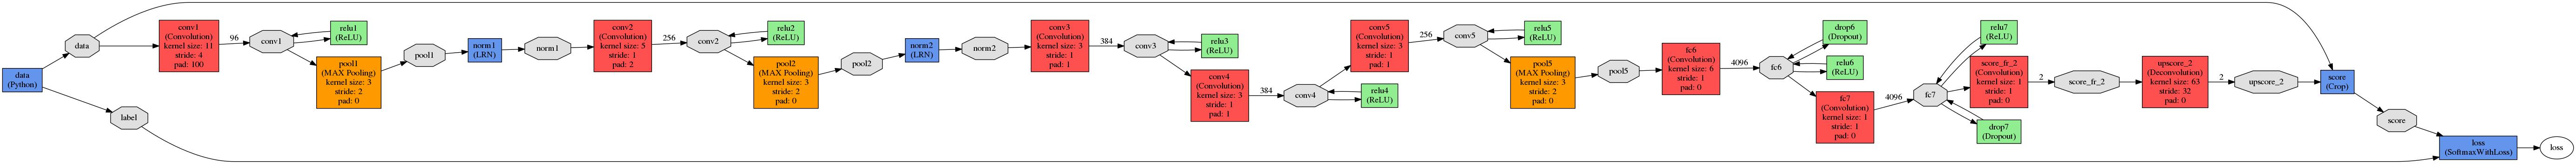 data
(Python)
data
label
conv1
(Convolution)
kernel size: 11
stride: 4
pad: 100
96
conv1
relu1
(ReLU)
pool1
(MAX Pooling)
kernel size: 3
stride: 2
pad: 0
pool1
norm1
(LRN)
norm1
conv2
(Convolution)
kernel size: 5
stride: 1
pad: 2
256
conv2
relu2
(ReLU)
pool2
(MAX Pooling)
kernel size: 3
stride: 2
pad: 0
pool2
norm2
(LRN)
norm2
conv3
(Convolution)
kernel size: 3
stride: 1
pad: 1
384
conv3
relu3
(ReLU)
conv4
(Convolution)
kernel size: 3
stride: 1
pad: 1
384
conv4
relu4
(ReLU)
conv5
(Convolution)
kernel size: 3
stride: 1
pad: 1
256
conv5
relu5
(ReLU)
pool5
(MAX Pooling)
kernel size: 3
stride: 2
pad: 0
pool5
fc6
(Convolution)
kernel size: 6
stride: 1
pad: 0
4096
fc6
drop6
(Dropout)
relu6
(ReLU)
fc7
(Convolution)
kernel size: 1
stride: 1
pad: 0
4096
fc7
relu7
(ReLU)
drop7
(Dropout)
score_fr_2
(Convolution)
kernel size: 1
stride: 1
pad: 0
2
score_fr_2
upscore_2
(Deconvolution)
kernel size: 63
stride: 32
pad: 0
2
upscore_2
score
(Crop)
score
loss
(SoftmaxWithLoss)
loss